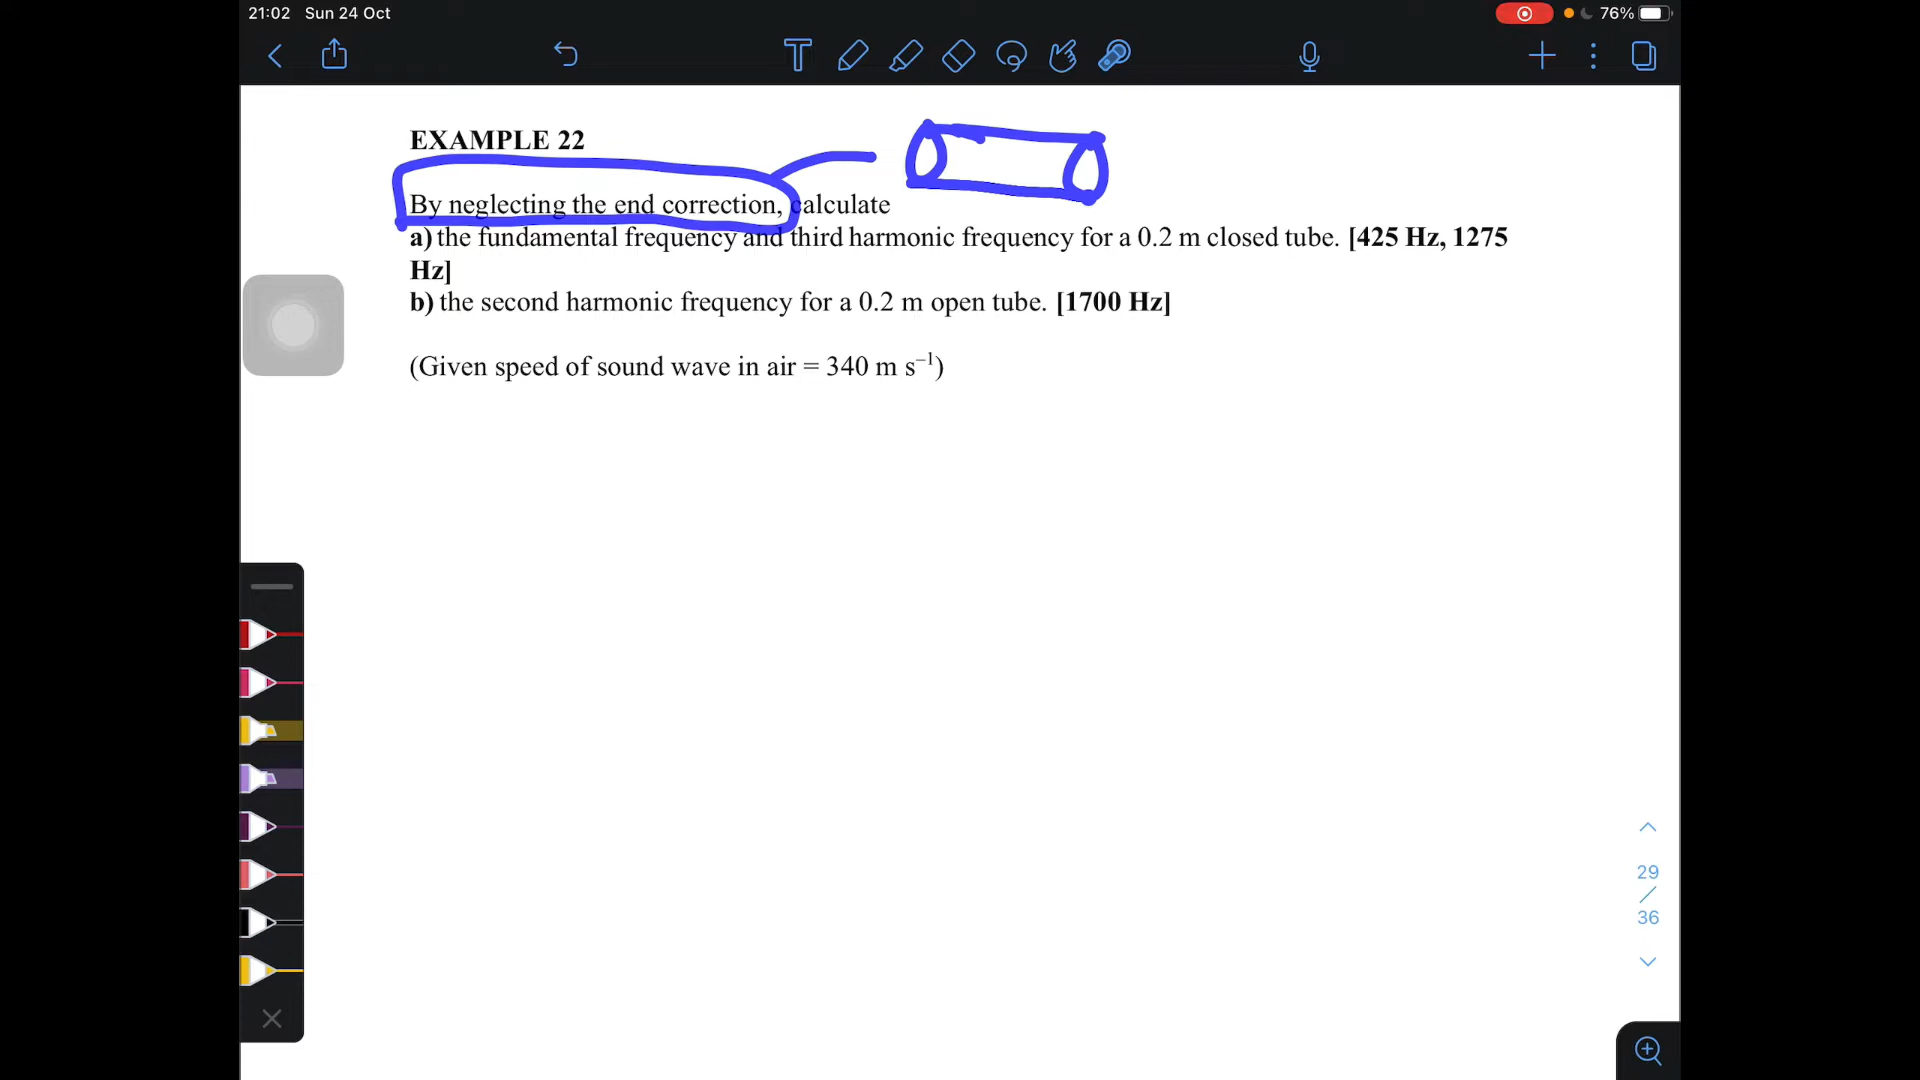 21:02 Sun 24 Oct
76%
EXAMPLE 22
By neglecting the end correction, calculate
a) the fundamental frequency and third harmonic frequency for a 0.2 m closed tube. [425 Hz, 1275
Hz]
b) the second harmonic frequency for a 0.2 m open tube. [1700 Hz]
(Given speed of sound wave in air = 340 m s⁻¹)
29
/
36